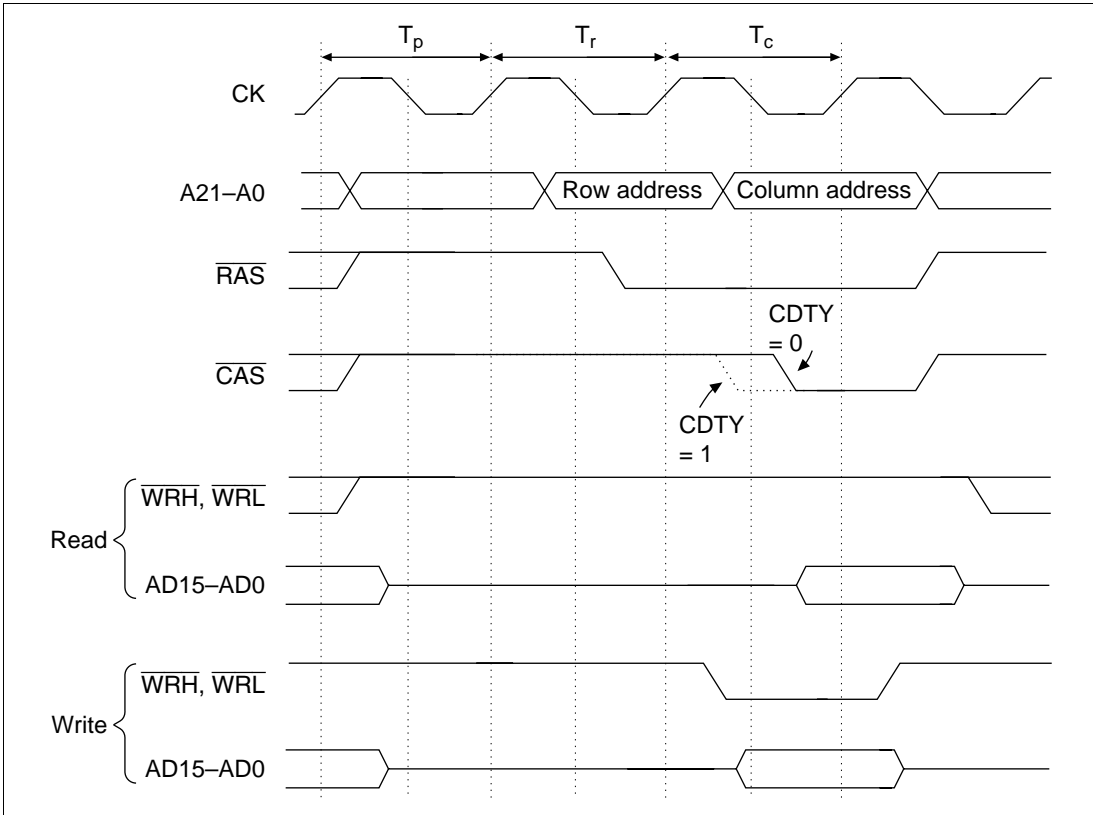 Tp Tr Tc
CK
A21–A0 Row address Column address
RAS
CDTY
= 0
CAS
CDTY
= 1
WRH, WRL
Read
AD15–AD0
WRH, WRL
Write
AD15–AD0